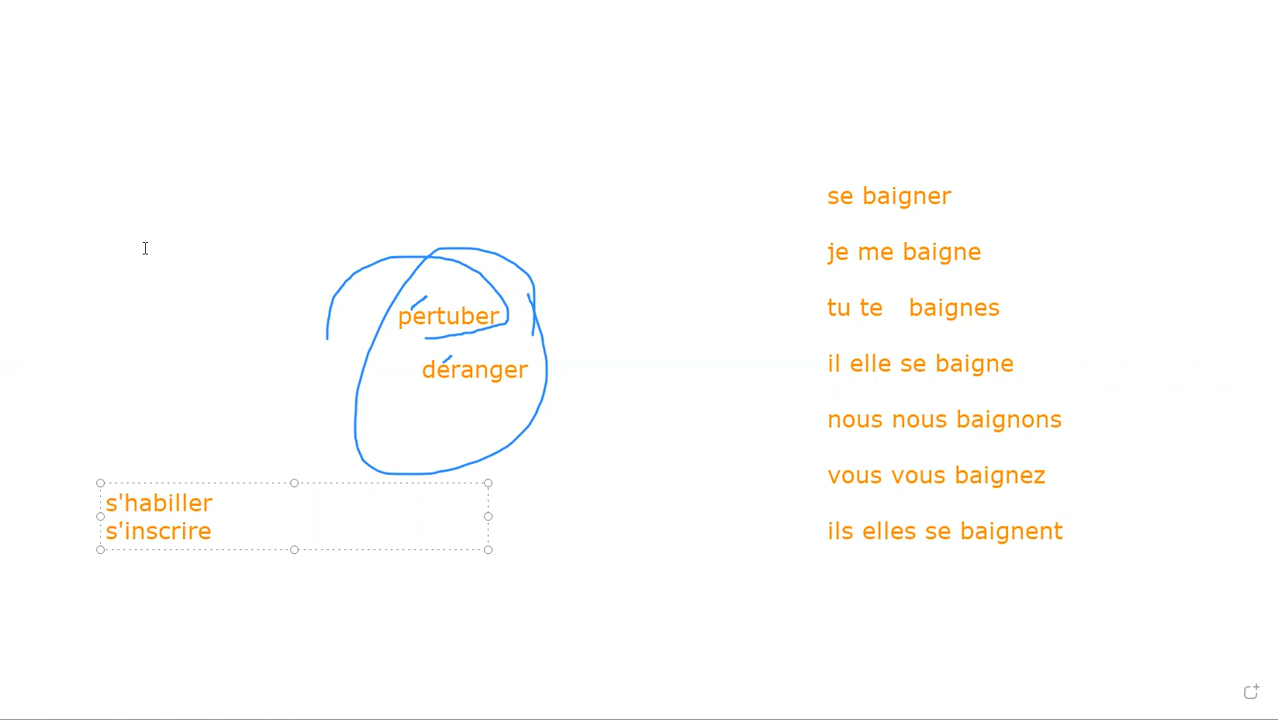 pértuber
déranger
s'habiller
s'inscrire
se baigner
je me baigne
tu te baignes
il elle se baigne
nous nous baignons
vous vous baignez
ils elles se baignent